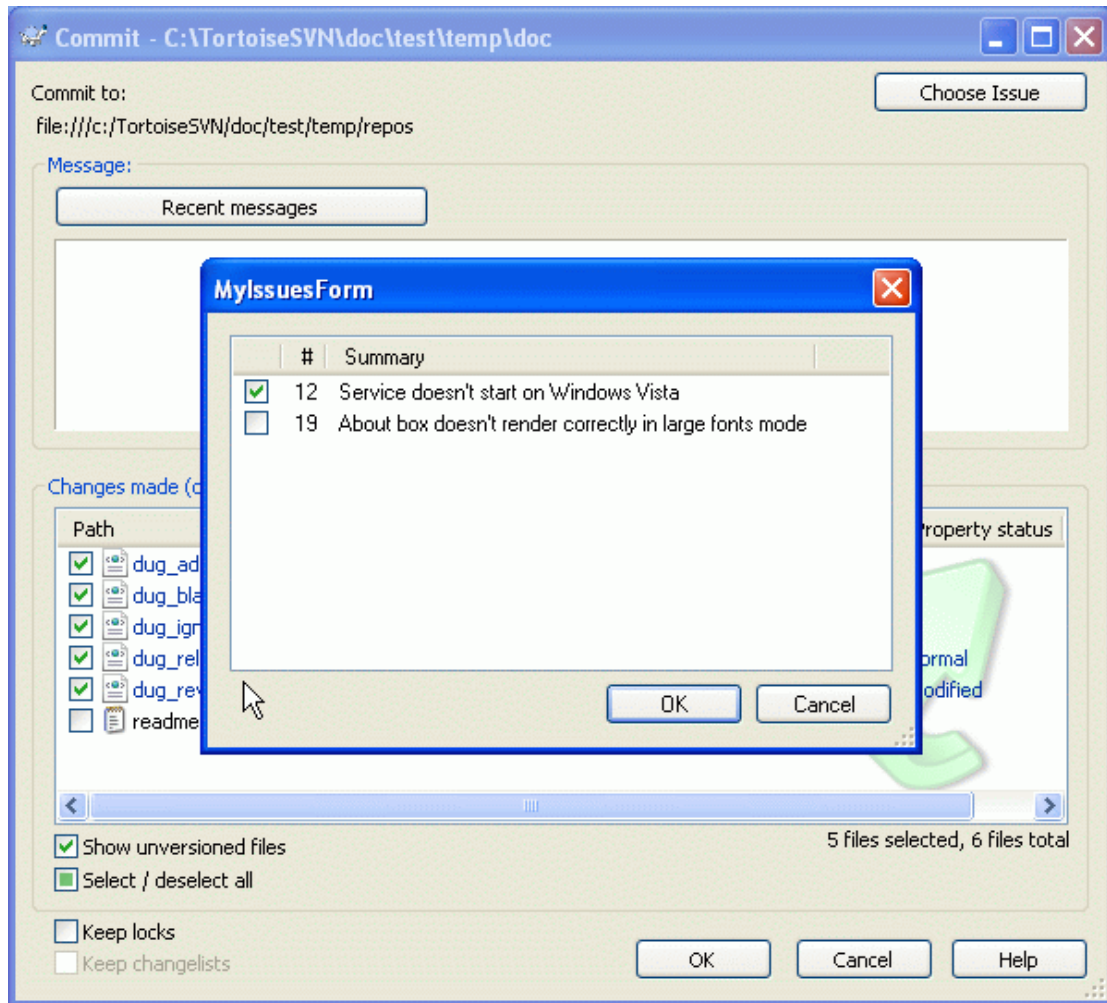 Commit - C:\TortoiseSVN\doc\test\temp\doc
Commit to:
Choose Issue
file:///c:/TortoiseSVN/doc/test/temp/repos
Message:
Recent messages
MyIssuesForm
# Summary
12 Service doesn't start on Windows Vista
19 About box doesn't render correctly in large fonts mode
Changes made (
Path
Property status
dug_ad
dug_bla
dug_ign
dug_rel
ormal
dug_rev
odified
readme
OK
Cancel
5 files selected, 6 files total
Show unversioned files
Select / deselect all
Keep locks
Keep changelists
OK
Cancel
Help